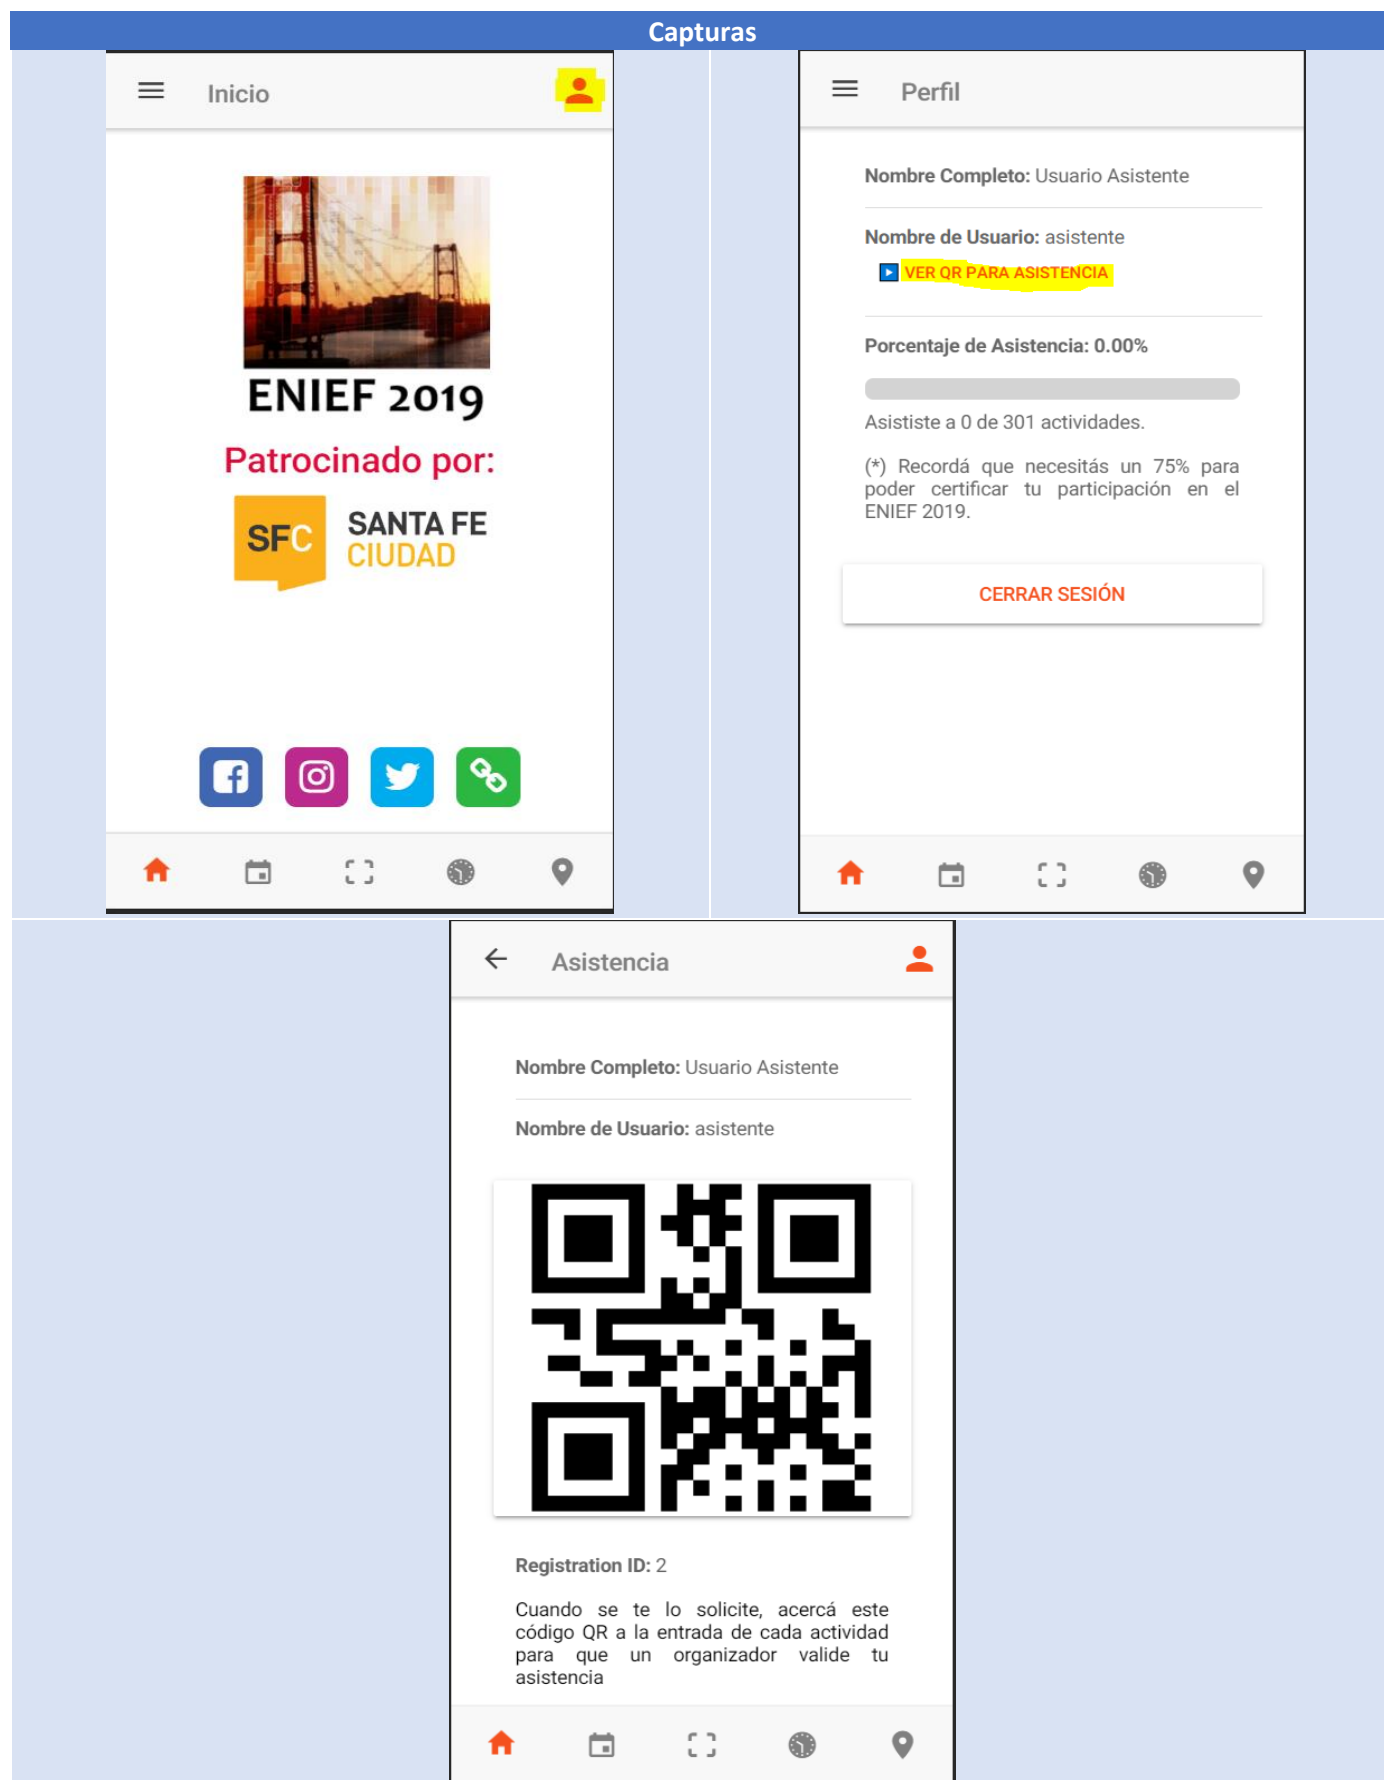 Capturas
Inicio
ENIEF 2019
Patrocinado por:
SFC
SANTA FE
CIUDAD
Perfil
Nombre Completo: Usuario Asistente
Nombre de Usuario: asistente
VER QR PARA ASISTENCIA
Porcentaje de Asistencia: 0.00%
Asististe a 0 de 301 actividades.
(*) Recordá que necesitás un 75% para
poder certificar tu participación en el
ENIEF 2019.
CERRAR SESIÓN
Asistencia
Nombre Completo: Usuario Asistente
Nombre de Usuario: asistente
Registration ID: 2
Cuando se te lo solicite, acercá este
código QR a la entrada de cada actividad
para que un organizador valide tu
asistencia